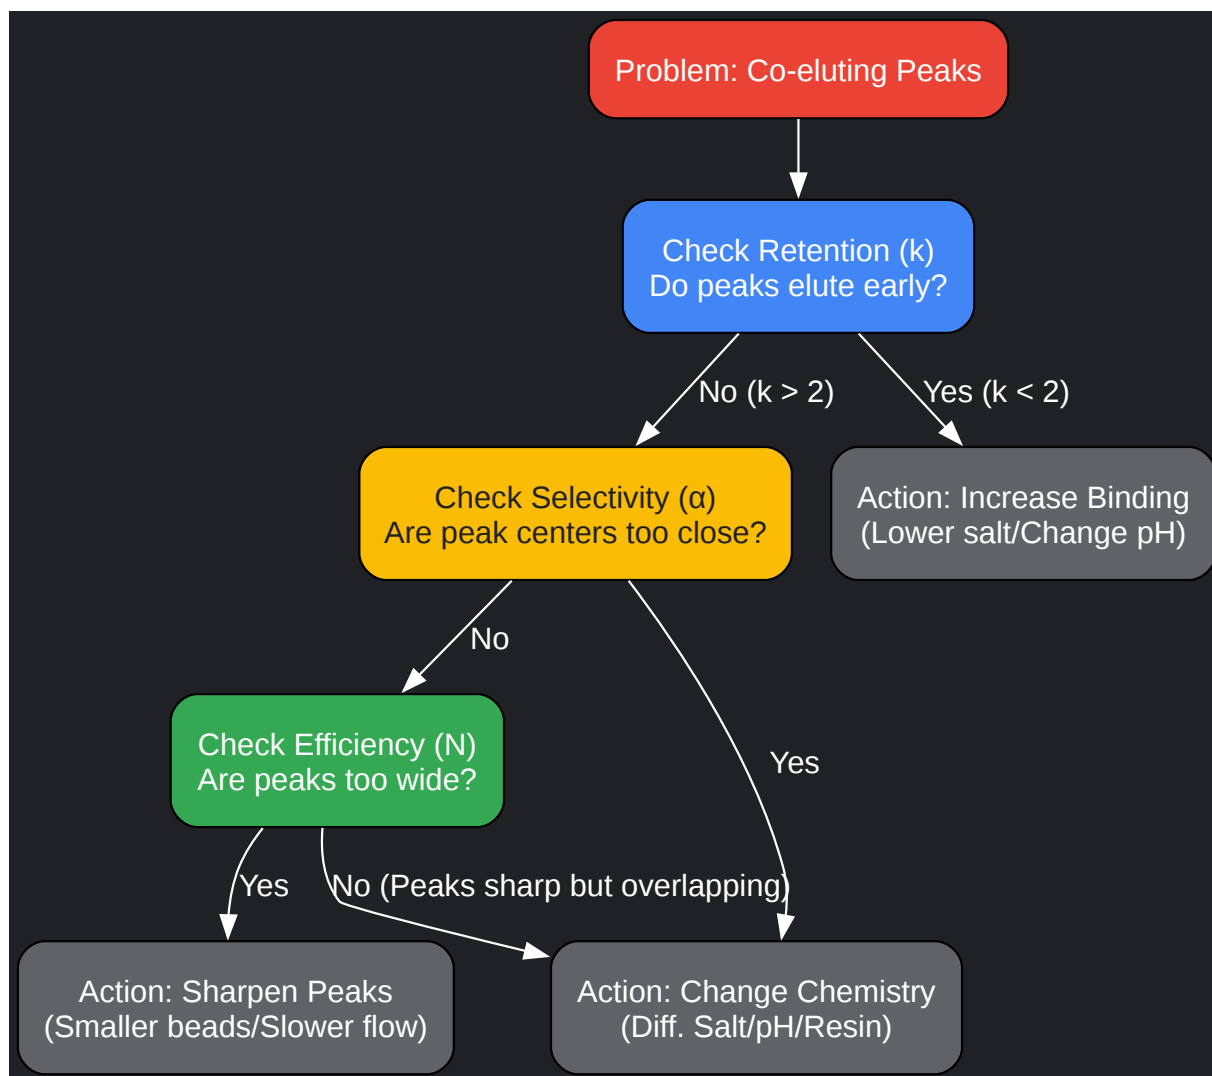 Problem: Co-eluting Peaks
Check Retention (k)
Do peaks elute early?
No (k > 2)
Yes (k < 2)
Check Selectivity (α)
Are peak centers too close?
Action: Increase Binding
(Lower salt/Change pH)
No
Check Efficiency (N)
Are peaks too wide?
Yes
Yes
No (Peaks sharp but overlapping)
Action: Sharpen Peaks
(Smaller beads/Slower flow)
Action: Change Chemistry
(Diff. Salt/pH/Resin)